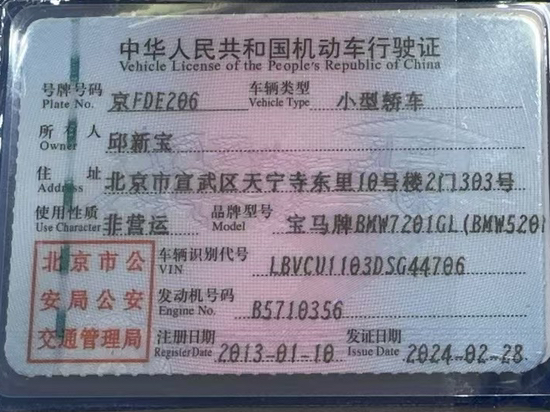 中华人民共和国机动车行驶证
Vehicle License of the People's Republic of China
号牌号码 京FDE206 车辆类型 小型轿车
Plate No. Vehicle Type
所有人 邱新宝
Owner
住址 北京市宣武区天宁寺东里10号楼2门303号
Address
使用性质 非营运 品牌型号 宝马牌BMW7201GL(BMW520I
Use Character Model
北京市公
安局公安
交通管理局
车辆识别代号 LBVCU1103DSG44706
VIN
发动机号码 B5710356
Engine No.
注册日期 2013-01-10 发证日期 2024-02-28
Register Date Issue Date